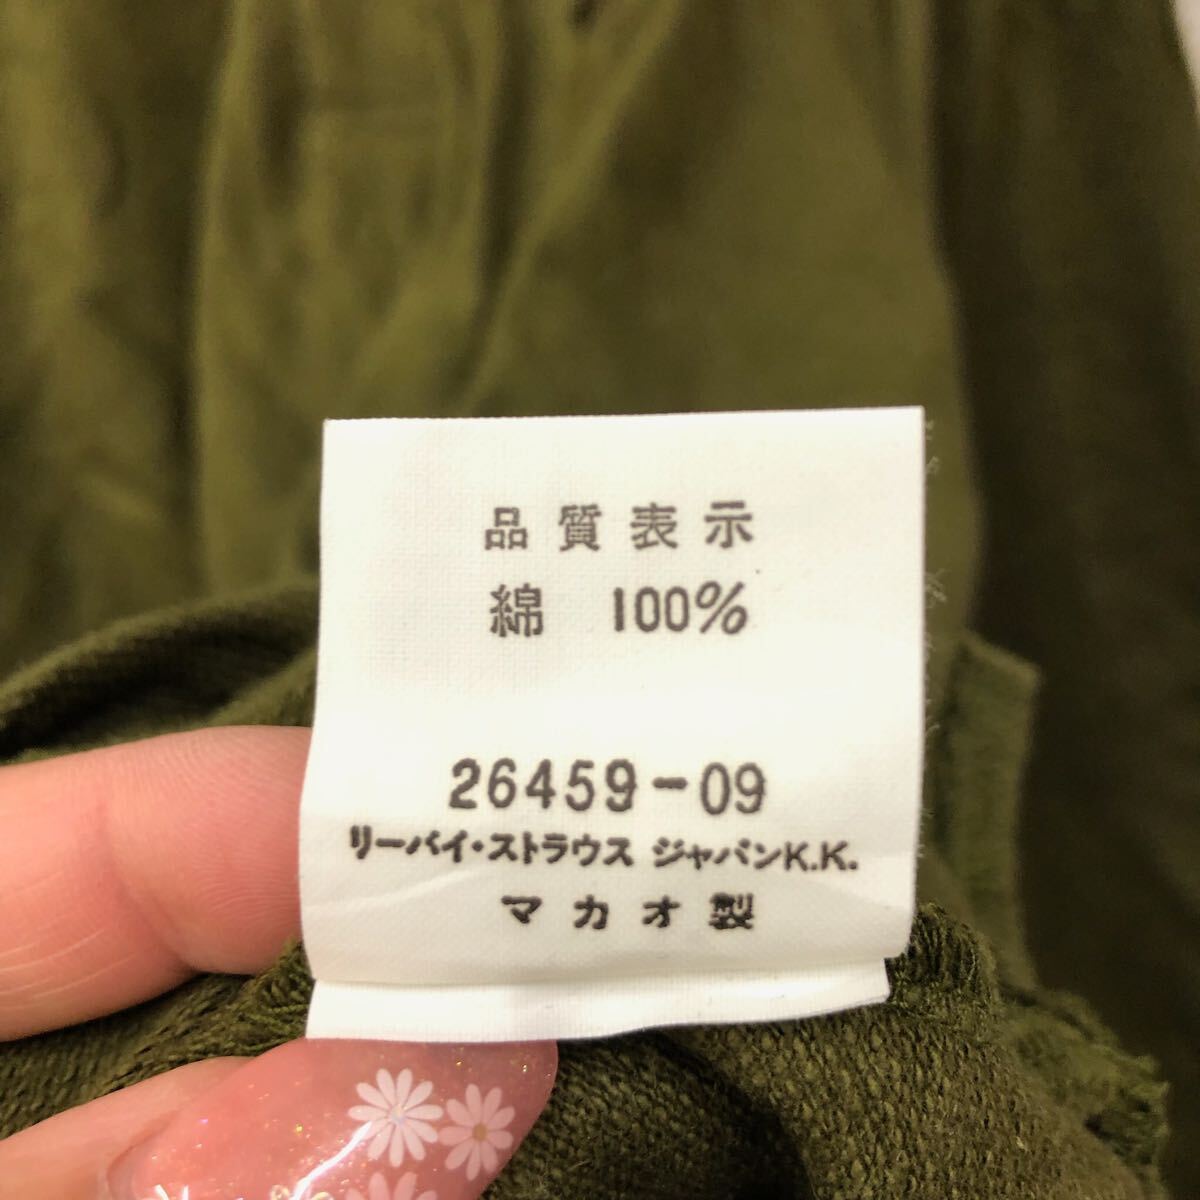 品質表示
綿 100%
26459-09
リーバイ・ストラウス ジャパンK.K.
マカオ製